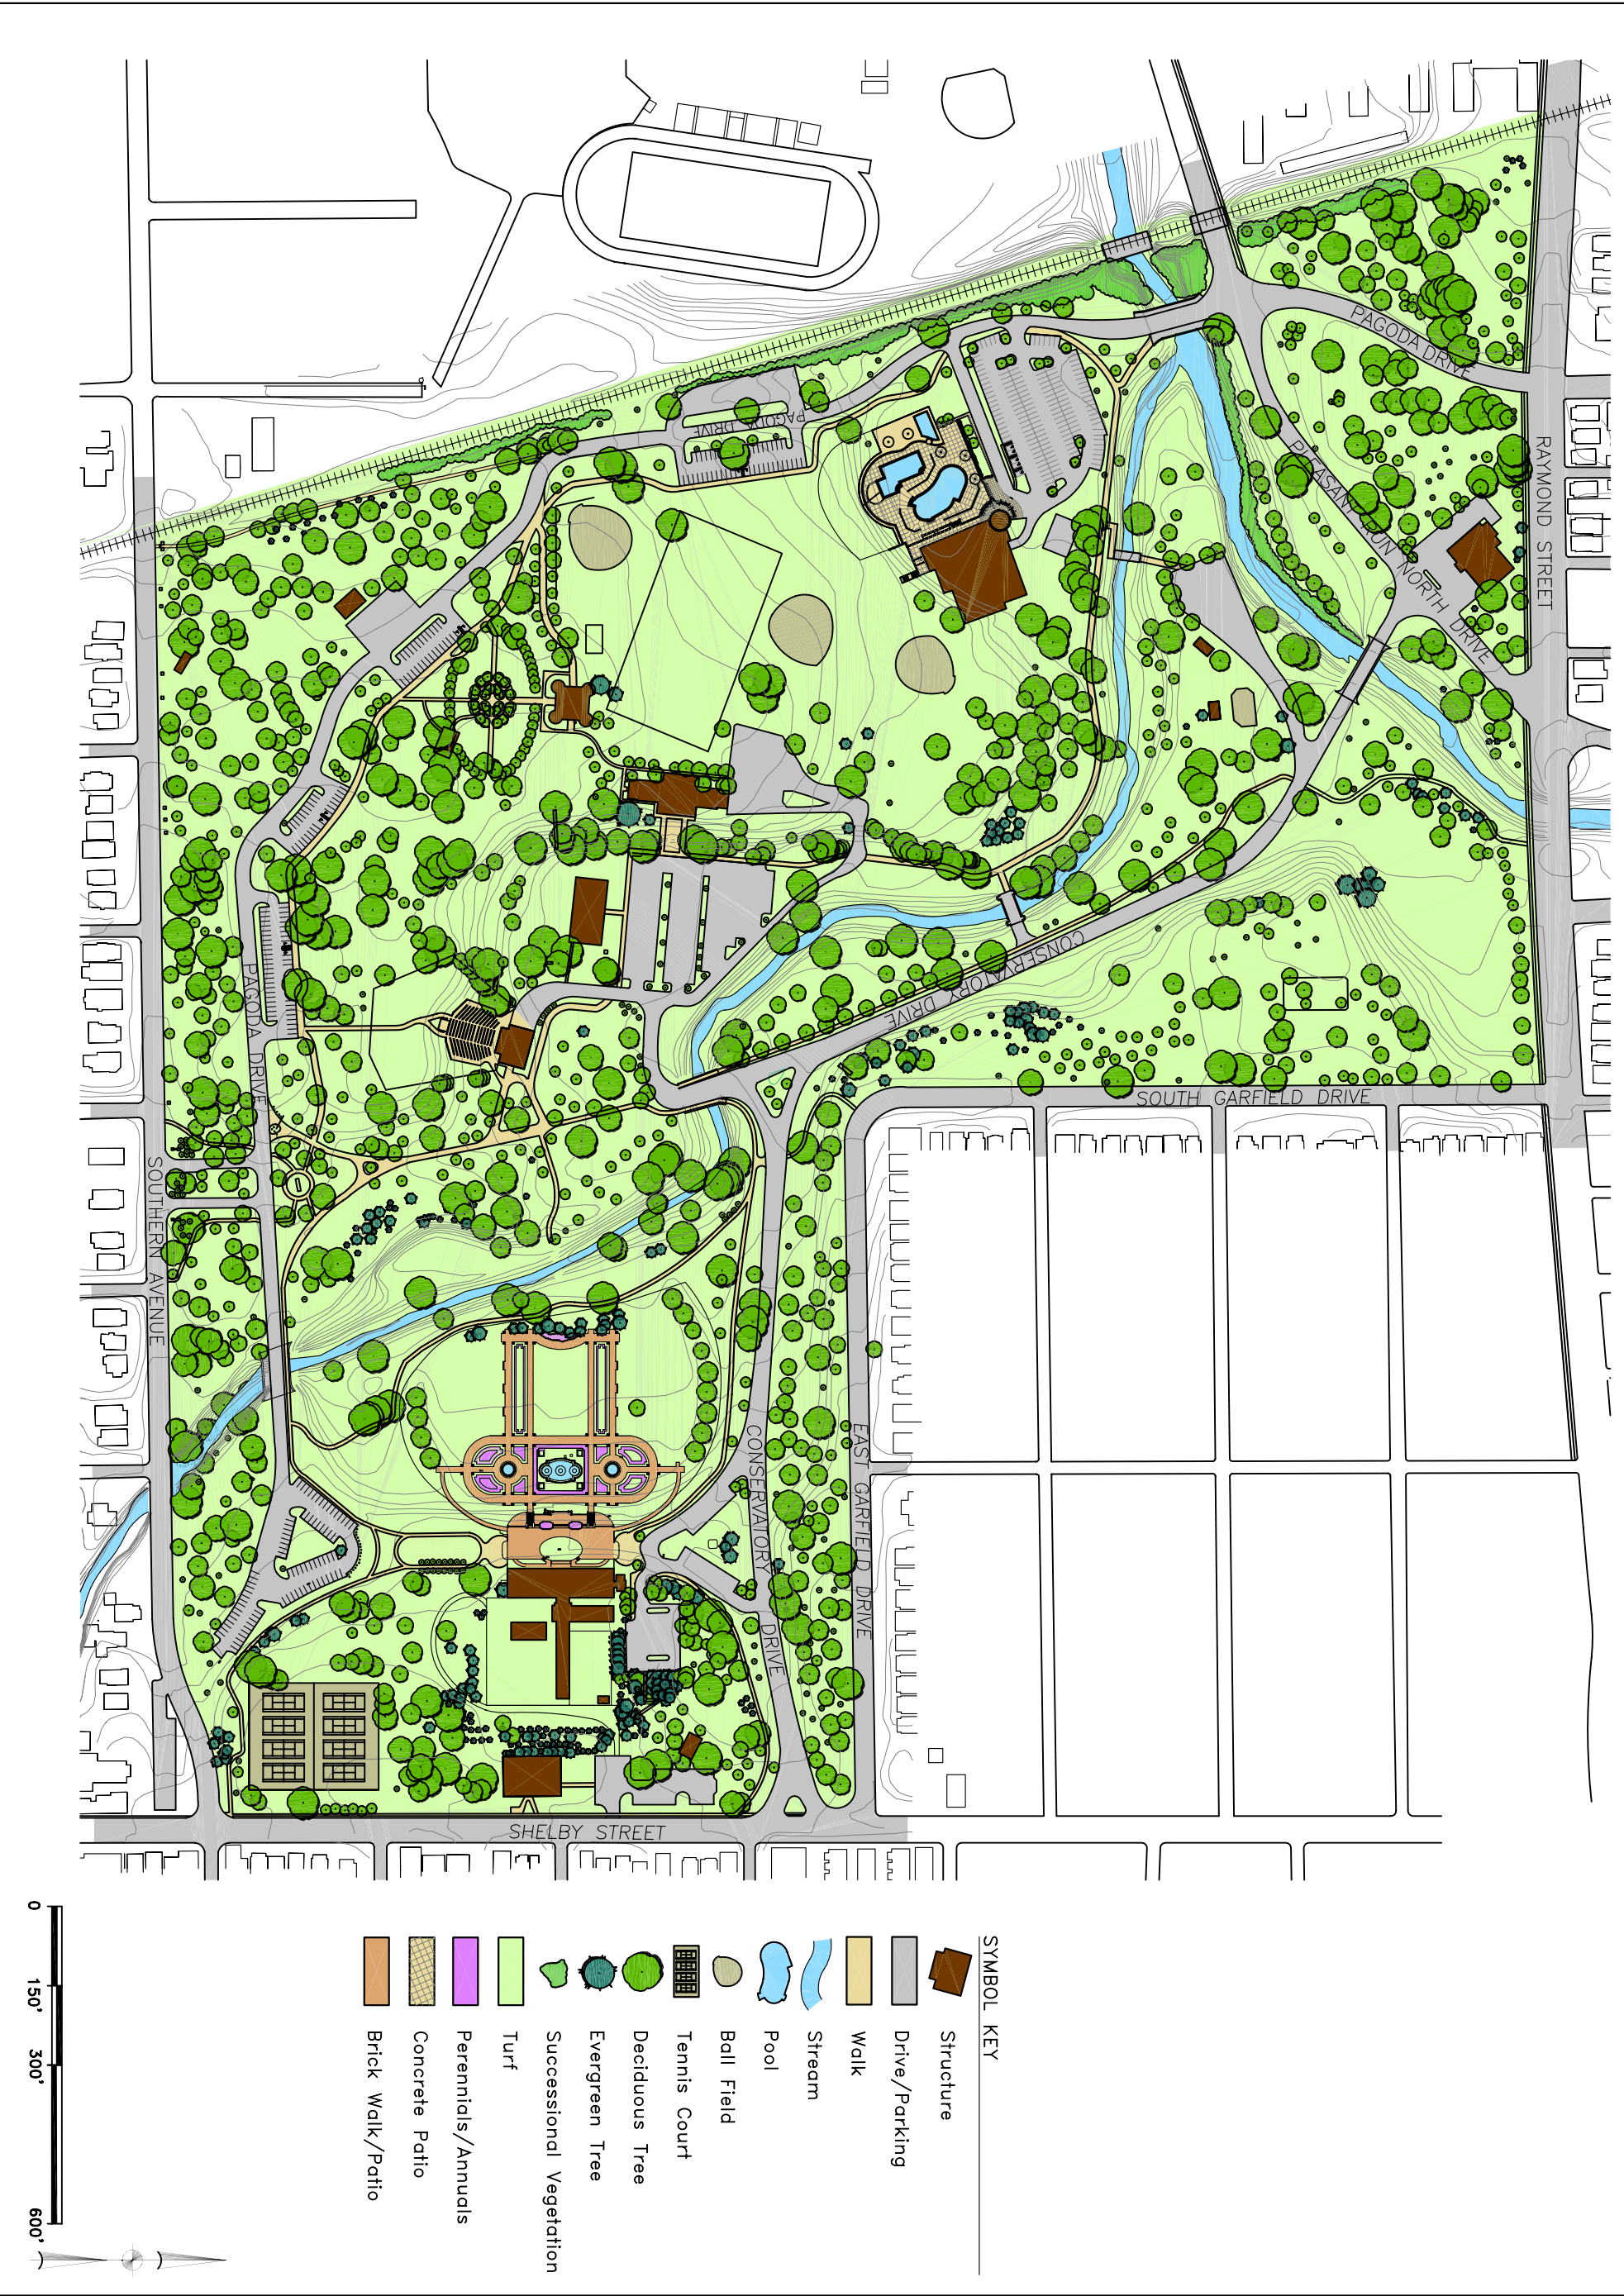 PAGODA DRIVE
RAYMOND STREET
PLEASANT RUN NORTH DRIVE
PAGODA DRIVE
CONSERVATORY DRIVE
SOUTH GARFIELD DRIVE
PAGODA DRIVE
SOUTHERN AVENUE
EAST GARFIELD DRIVE
CONSERVATORY DRIVE
SHELBY STREET
SYMBOL KEY
Structure
Drive/Parking
Walk
Stream
Pool
Ball Field
Tennis Court
Deciduous Tree
Evergreen Tree
Successional Vegetation
Turf
Perennials/Annuals
Concrete Patio
Brick Walk/Patio
0 150' 300' 600'